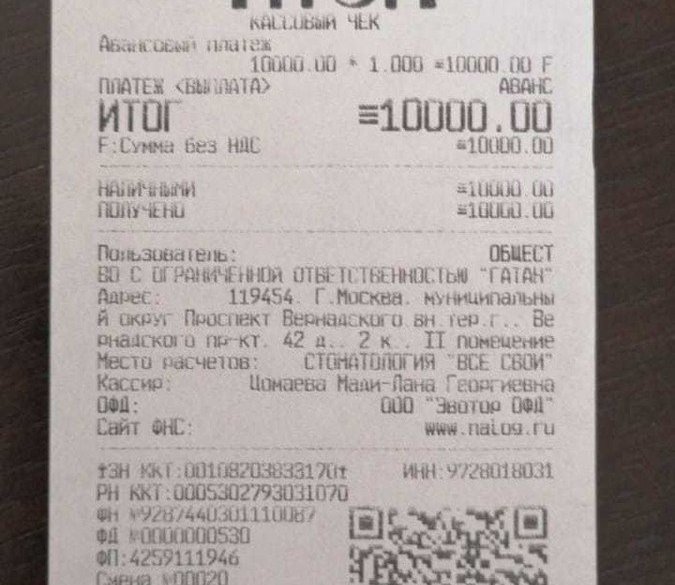 КАССОВЫЙ ЧЕК
Авансовый платеж
10000.00 * 1.000 =10000.00 F
ПЛАТЕЖ <ВЫПЛАТА> АВАНС
ИТОГ =10000.00
F:Сумма без НДС =10000.00
НАЛИЧНЫМИ =10000.00
ПОЛУЧЕНО =10000.00
Пользователь: ОБЩЕСТ
ВО С ОГРАНИЧЕННОЙ ОТВЕТСТВЕННОСТЬЮ "ГАТАН"
Адрес: 119454. Г.Москва. муниципальны
й округ Проспект Вернадского вн.тер.г.. Ве
рнадского пр-кт. 42 д.. 2 к.. II помещение
Место расчетов: СТОМАТОЛОГИЯ "ВСЕ СВОИ"
Кассир: Цомаева Мади-Лана Георгиевна
ОФД: ООО "Эвотор ОФД"
Сайт ФНС: www.nalog.ru
ЗН ККТ:00108203833170 ИНН:9728018031
РН ККТ:0005302793031070
ФН №9287440301110087
ФД №0000000530
ФП:4259111946
Смена №00020